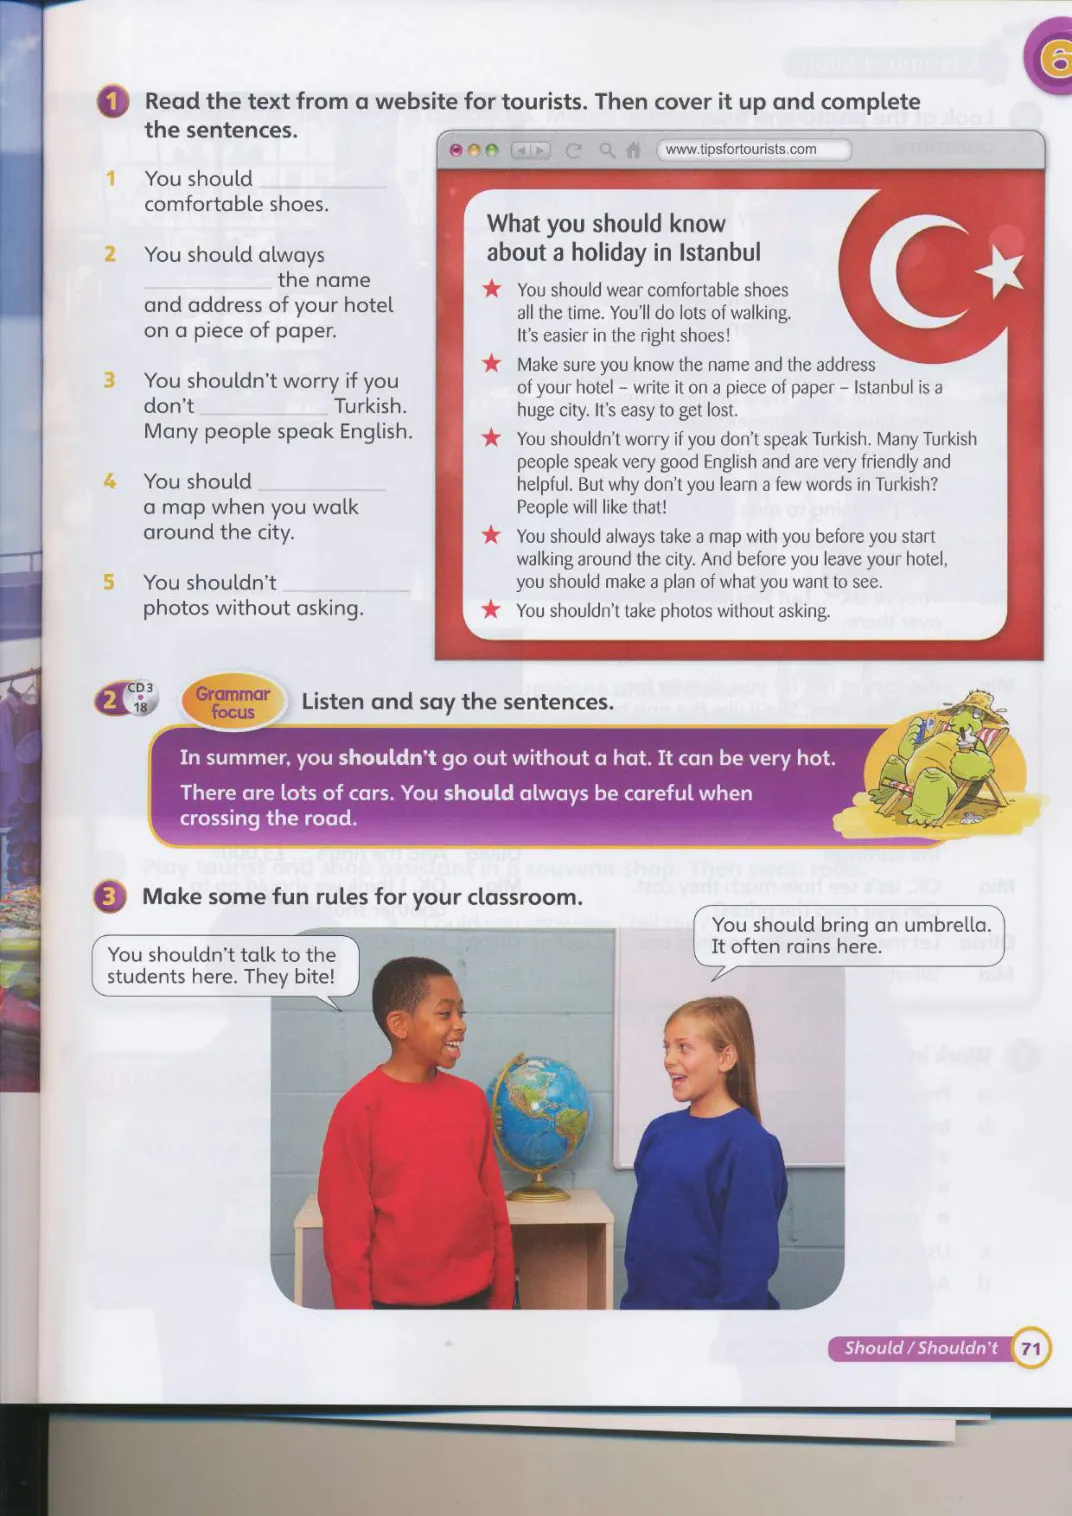 6
1 Read the text from a website for tourists. Then cover it up and complete
the sentences.
1 You should ____________
comfortable shoes.
2 You should always
____________ the name
and address of your hotel
on a piece of paper.
3 You shouldn't worry if you
don't ____________ Turkish.
Many people speak English.
4 You should ____________
a map when you walk
around the city.
5 You shouldn't ____________
photos without asking.
www.tipsfortourists.com
What you should know
about a holiday in Istanbul
★ You should wear comfortable shoes
all the time. You'll do lots of walking.
It's easier in the right shoes!
★ Make sure you know the name and the address
of your hotel – write it on a piece of paper – Istanbul is a
huge city. It's easy to get lost.
★ You shouldn't worry if you don't speak Turkish. Many Turkish
people speak very good English and are very friendly and
helpful. But why don't you learn a few words in Turkish?
People will like that!
★ You should always take a map with you before you start
walking around the city. And before you leave your hotel,
you should make a plan of what you want to see.
★ You shouldn't take photos without asking.
2 CD3 18 Grammar focus Listen and say the sentences.
In summer, you shouldn't go out without a hat. It can be very hot.
There are lots of cars. You should always be careful when
crossing the road.
3 Make some fun rules for your classroom.
You shouldn't talk to the
students here. They bite!
You should bring an umbrella.
It often rains here.
Should / Shouldn't 71